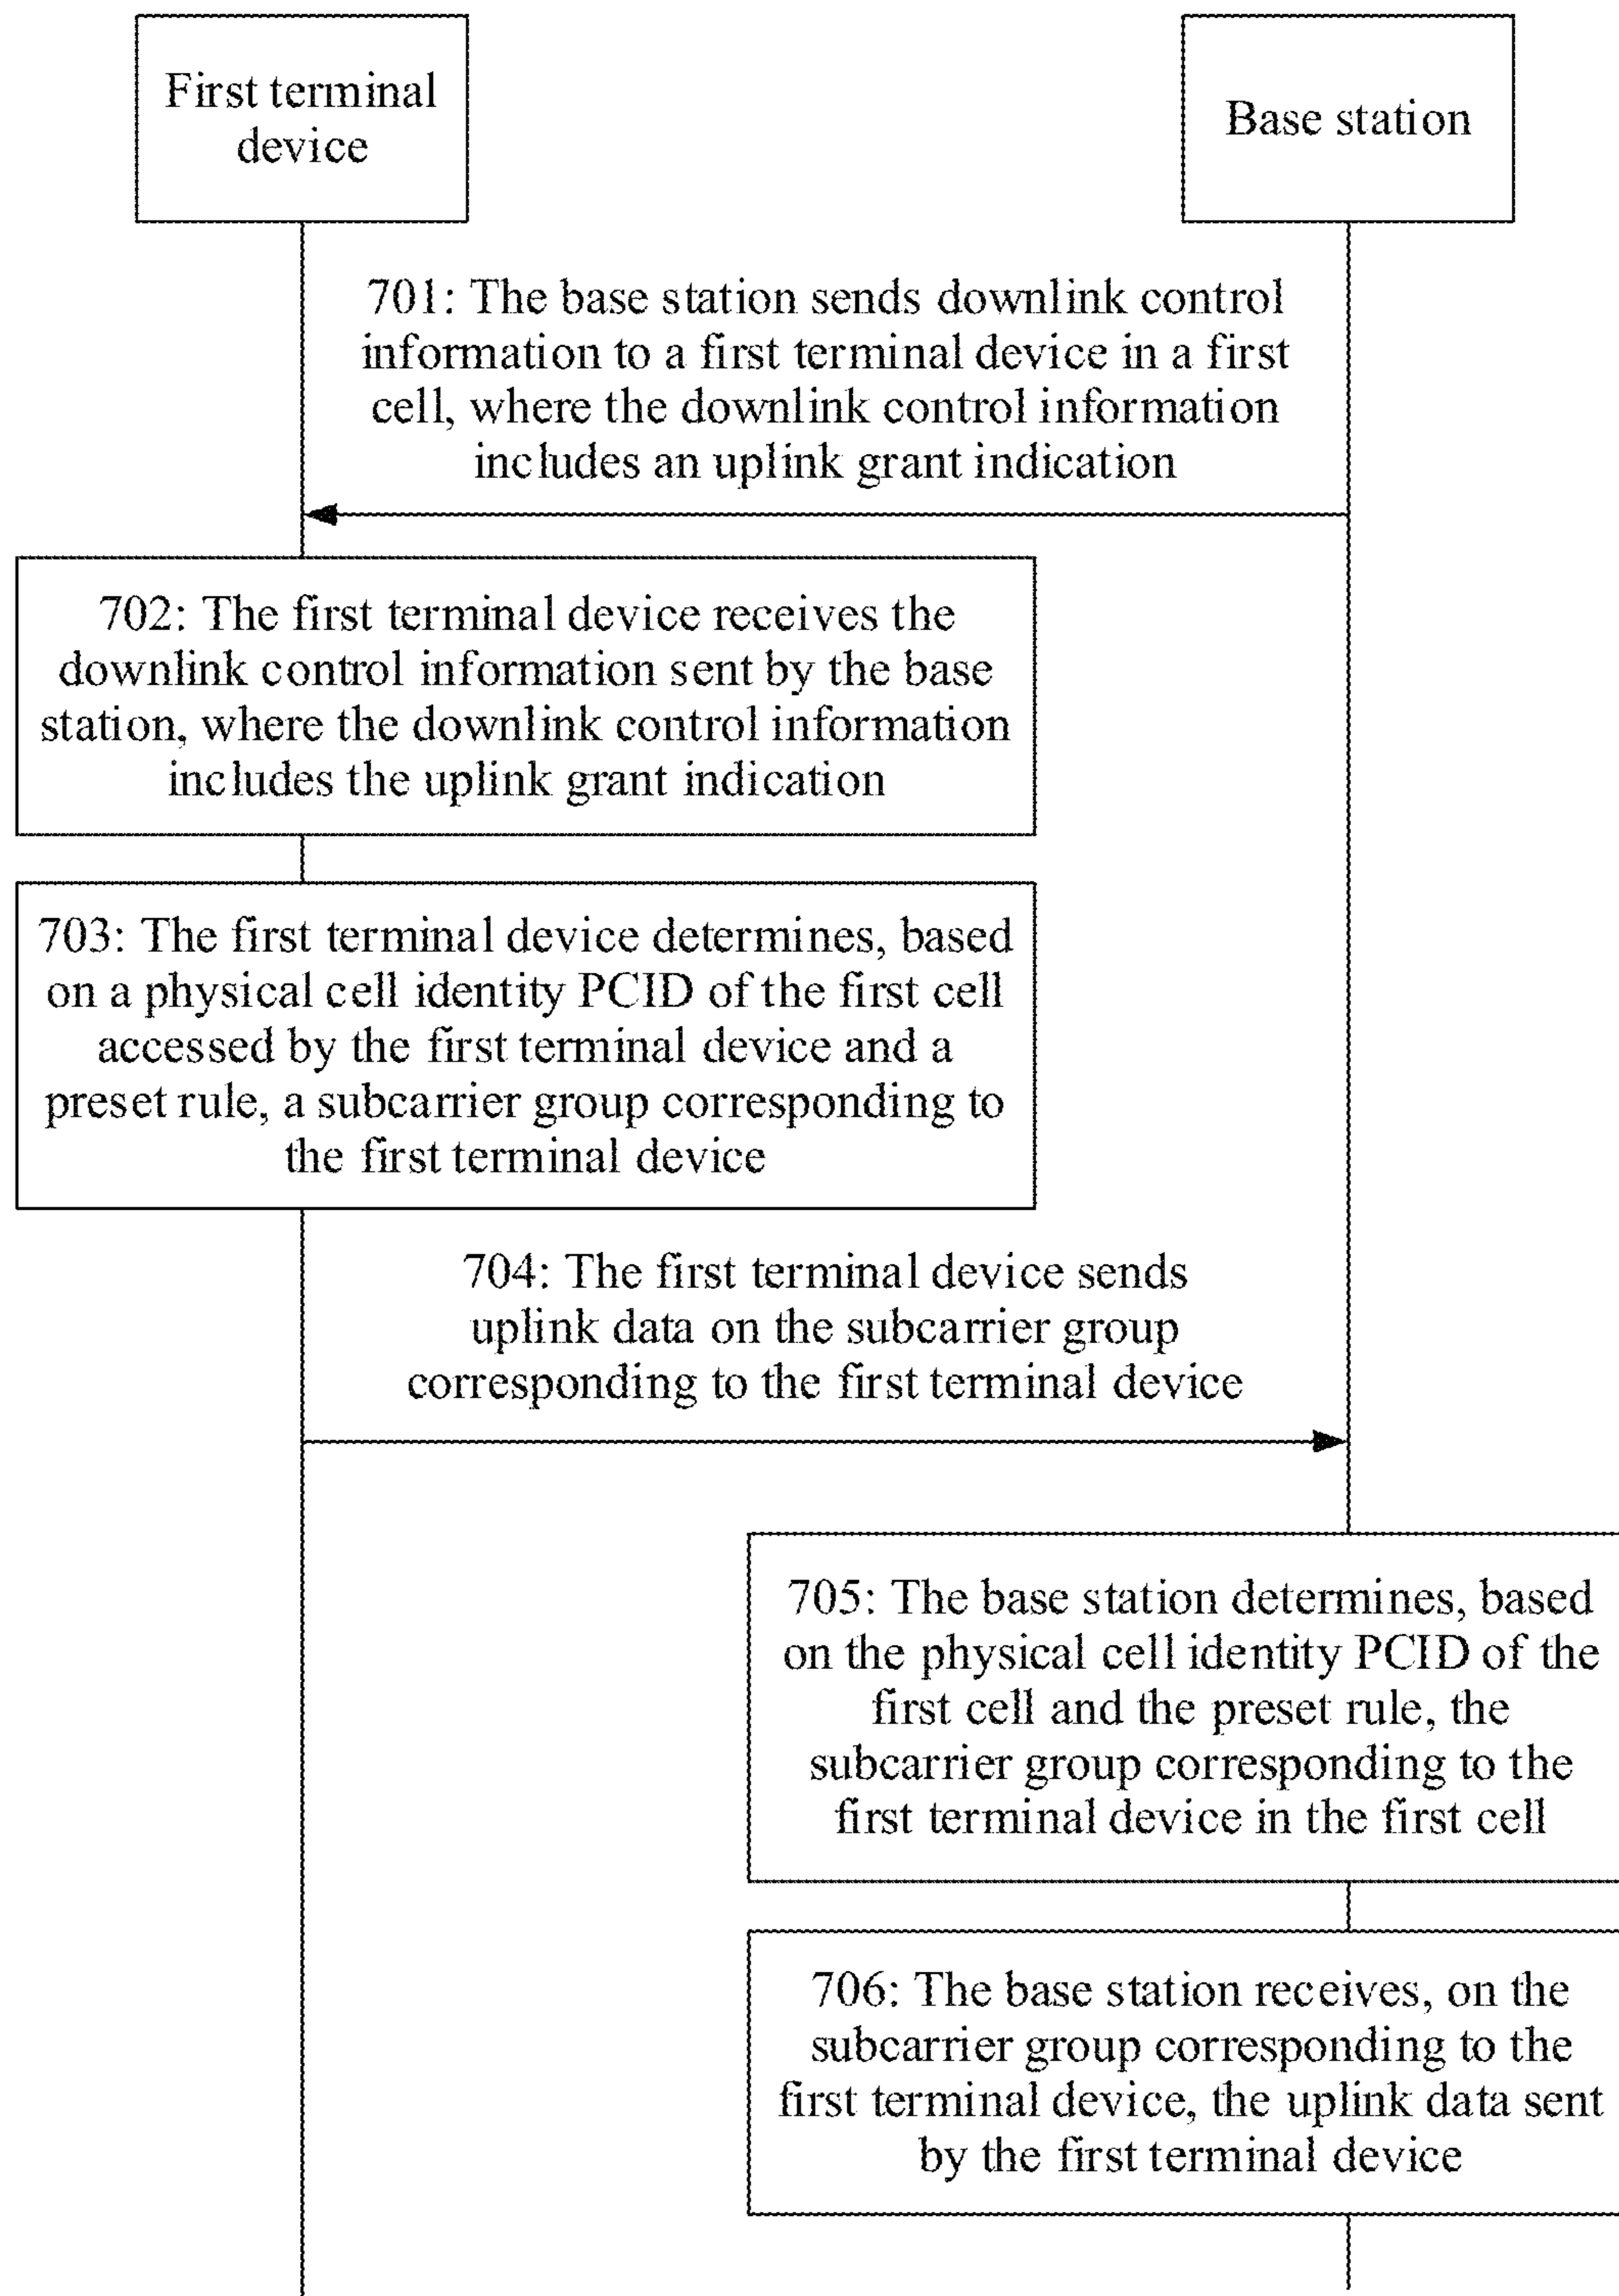 First terminal
device
Base station
701: The base station sends downlink control
information to a first terminal device in a first
cell, where the downlink control information
includes an uplink grant indication
702: The first terminal device receives the
downlink control information sent by the base
station, where the downlink control information
includes the uplink grant indication
703: The first terminal device determines, based
on a physical cell identity PCID of the first cell
accessed by the first terminal device and a
preset rule, a subcarrier group corresponding to
the first terminal device
704: The first terminal device sends
uplink data on the subcarrier group
corresponding to the first terminal device
705: The base station determines, based
on the physical cell identity PCID of the
first cell and the preset rule, the
subcarrier group corresponding to the
first terminal device in the first cell
706: The base station receives, on the
subcarrier group corresponding to the
first terminal device, the uplink data sent
by the first terminal device